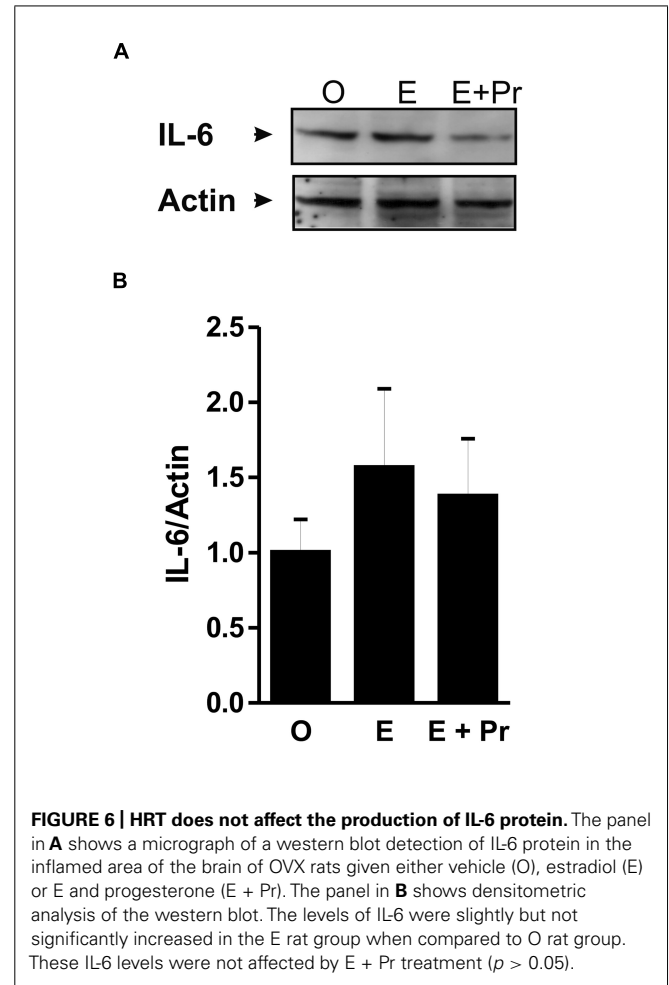 A
O E E+Pr
IL-6
Actin
B
2.5
2.0
1.5
1.0
0.5
0.0
IL-6/Actin
O E E + Pr
FIGURE 6 | HRT does not affect the production of IL-6 protein. The panel
in A shows a micrograph of a western blot detection of IL-6 protein in the
inflamed area of the brain of OVX rats given either vehicle (O), estradiol (E)
or E and progesterone (E + Pr). The panel in B shows densitometric
analysis of the western blot. The levels of IL-6 were slightly but not
significantly increased in the E rat group when compared to O rat group.
These IL-6 levels were not affected by E + Pr treatment (p > 0.05).